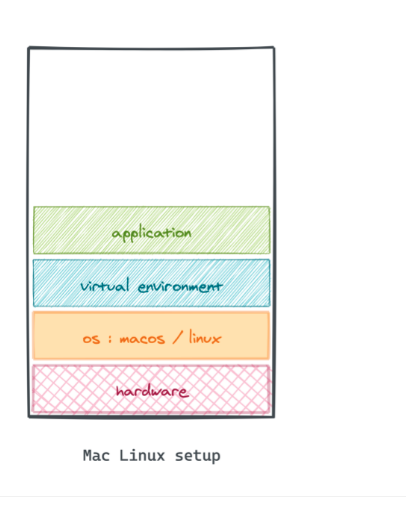 application
virtual environment
os : macos / linux
hardware
Mac Linux setup